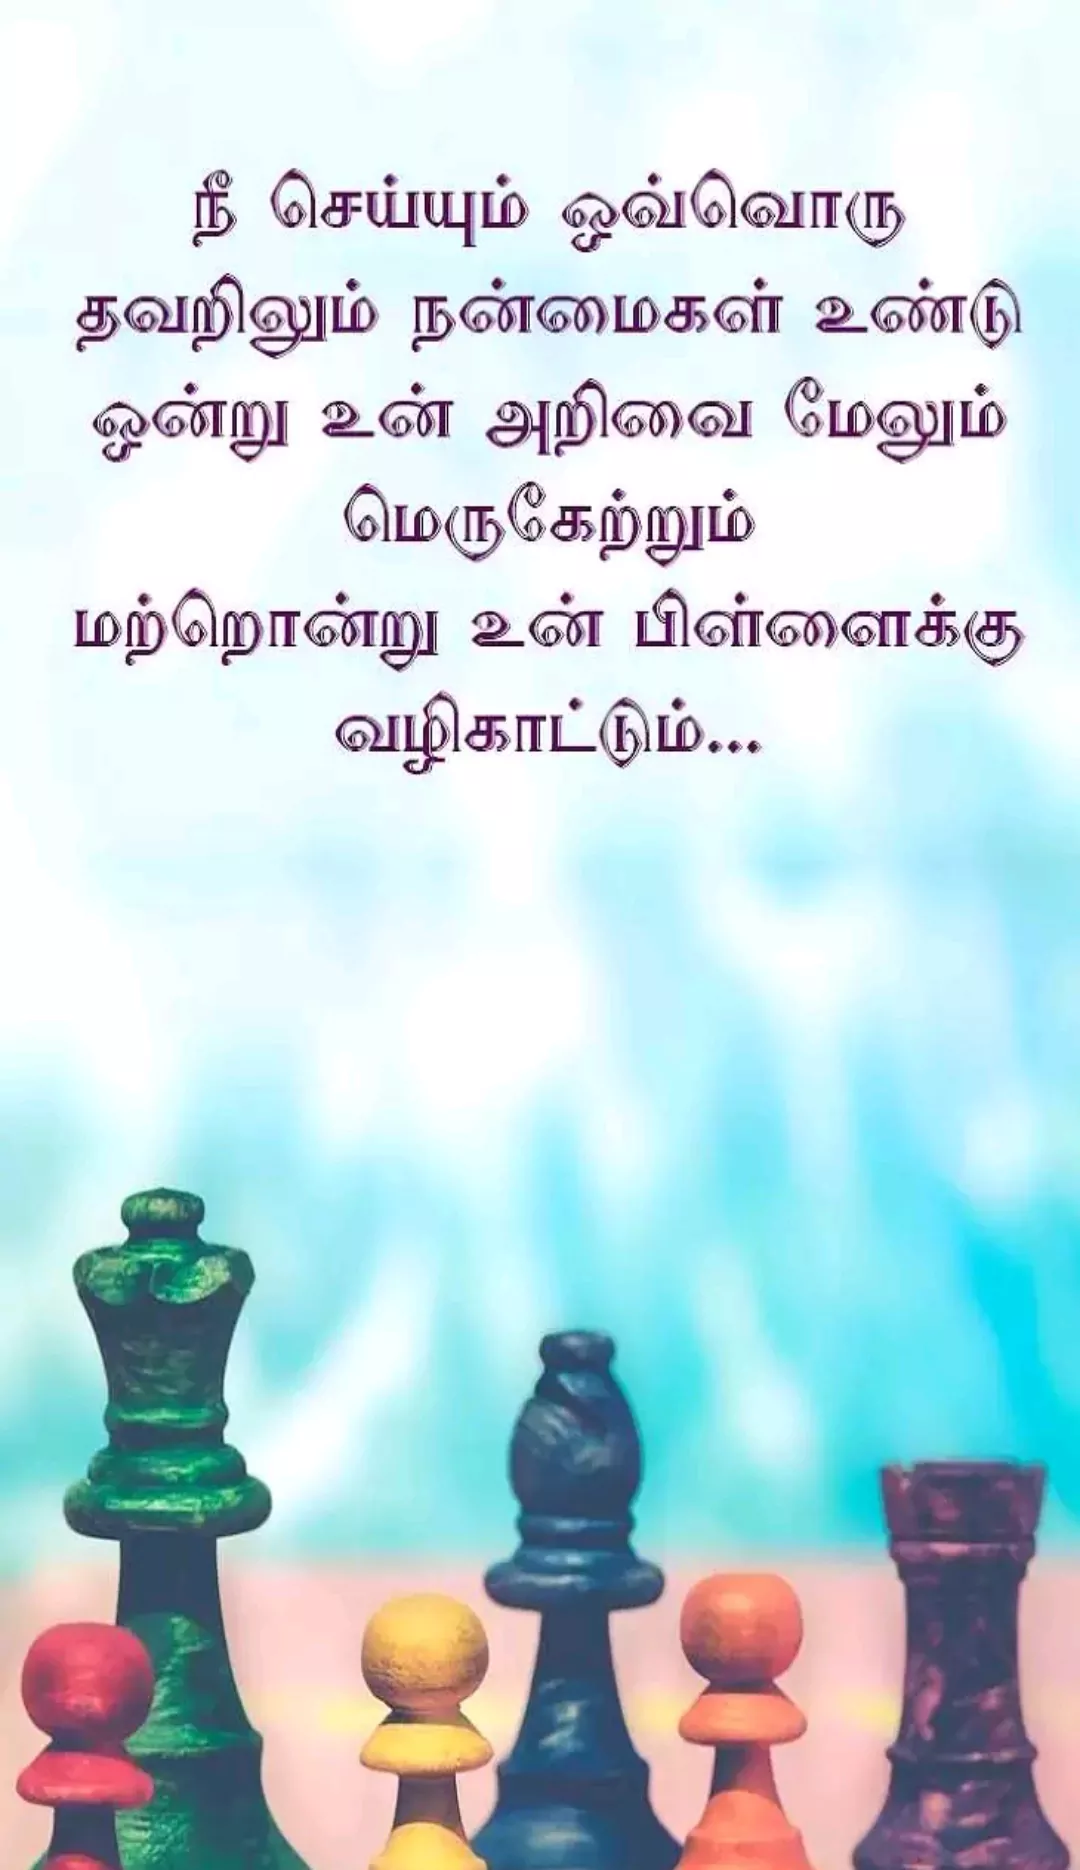 நீ செய்யும் ஒவ்வொரு
தவறிலும் நன்மைகள் உண்டு
ஒன்று உன் அறிவை மேலும்
மெருகேற்றும்
மற்றொன்று உன் பிள்ளைக்கு
வழிகாட்டும்...